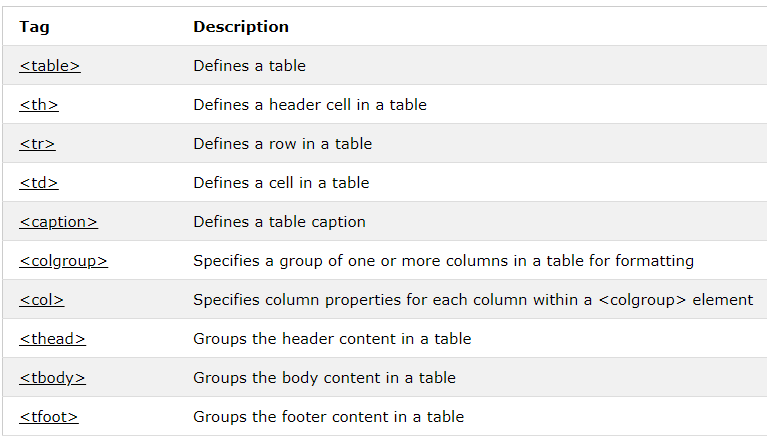 Tag Description
<table> Defines a table
<th> Defines a header cell in a table
<tr> Defines a row in a table
<td> Defines a cell in a table
<caption> Defines a table caption
<colgroup> Specifies a group of one or more columns in a table for formatting
<col> Specifies column properties for each column within a <colgroup> element
<thead> Groups the header content in a table
<tbody> Groups the body content in a table
<tfoot> Groups the footer content in a table